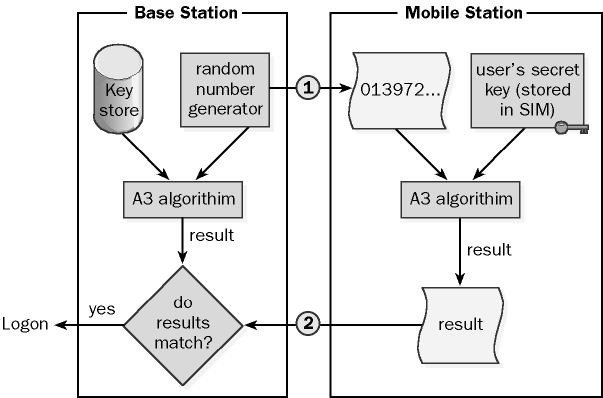 Base Station
Mobile Station
Key
store
random
number
generator
1
013972...
user's secret
key (stored
in SIM)
A3 algorithim
A3 algorithim
result
result
do
results
match?
yes
Logon
2
result